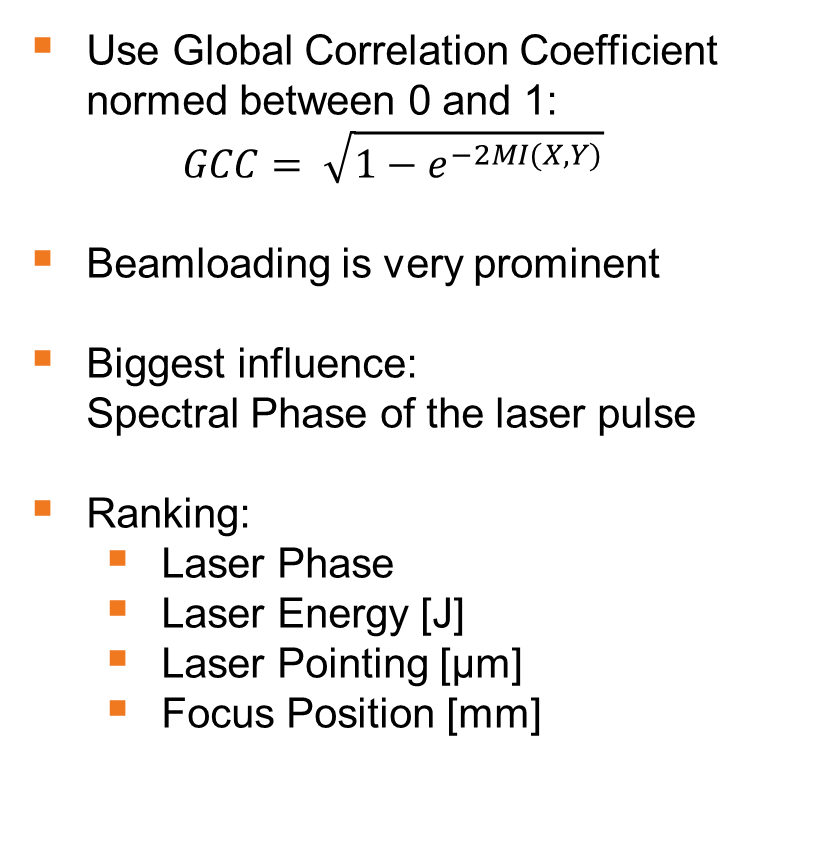 Use Global Correlation Coefficient
normed between 0 and 1:
GCC = √1 − e^−2MI(X,Y)
Beamloading is very prominent
Biggest influence:
Spectral Phase of the laser pulse
Ranking:
Laser Phase
Laser Energy [J]
Laser Pointing [µm]
Focus Position [mm]